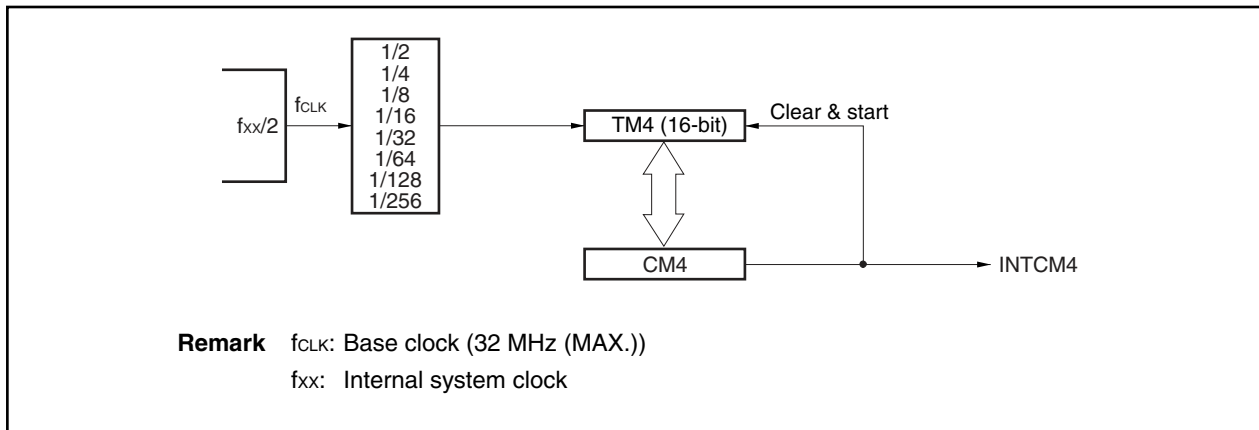 fxx/2
fCLK
1/2
1/4
1/8
1/16
1/32
1/64
1/128
1/256
TM4 (16-bit)
Clear & start
CM4
INTCM4
Remark fCLK: Base clock (32 MHz (MAX.))
fxx: Internal system clock